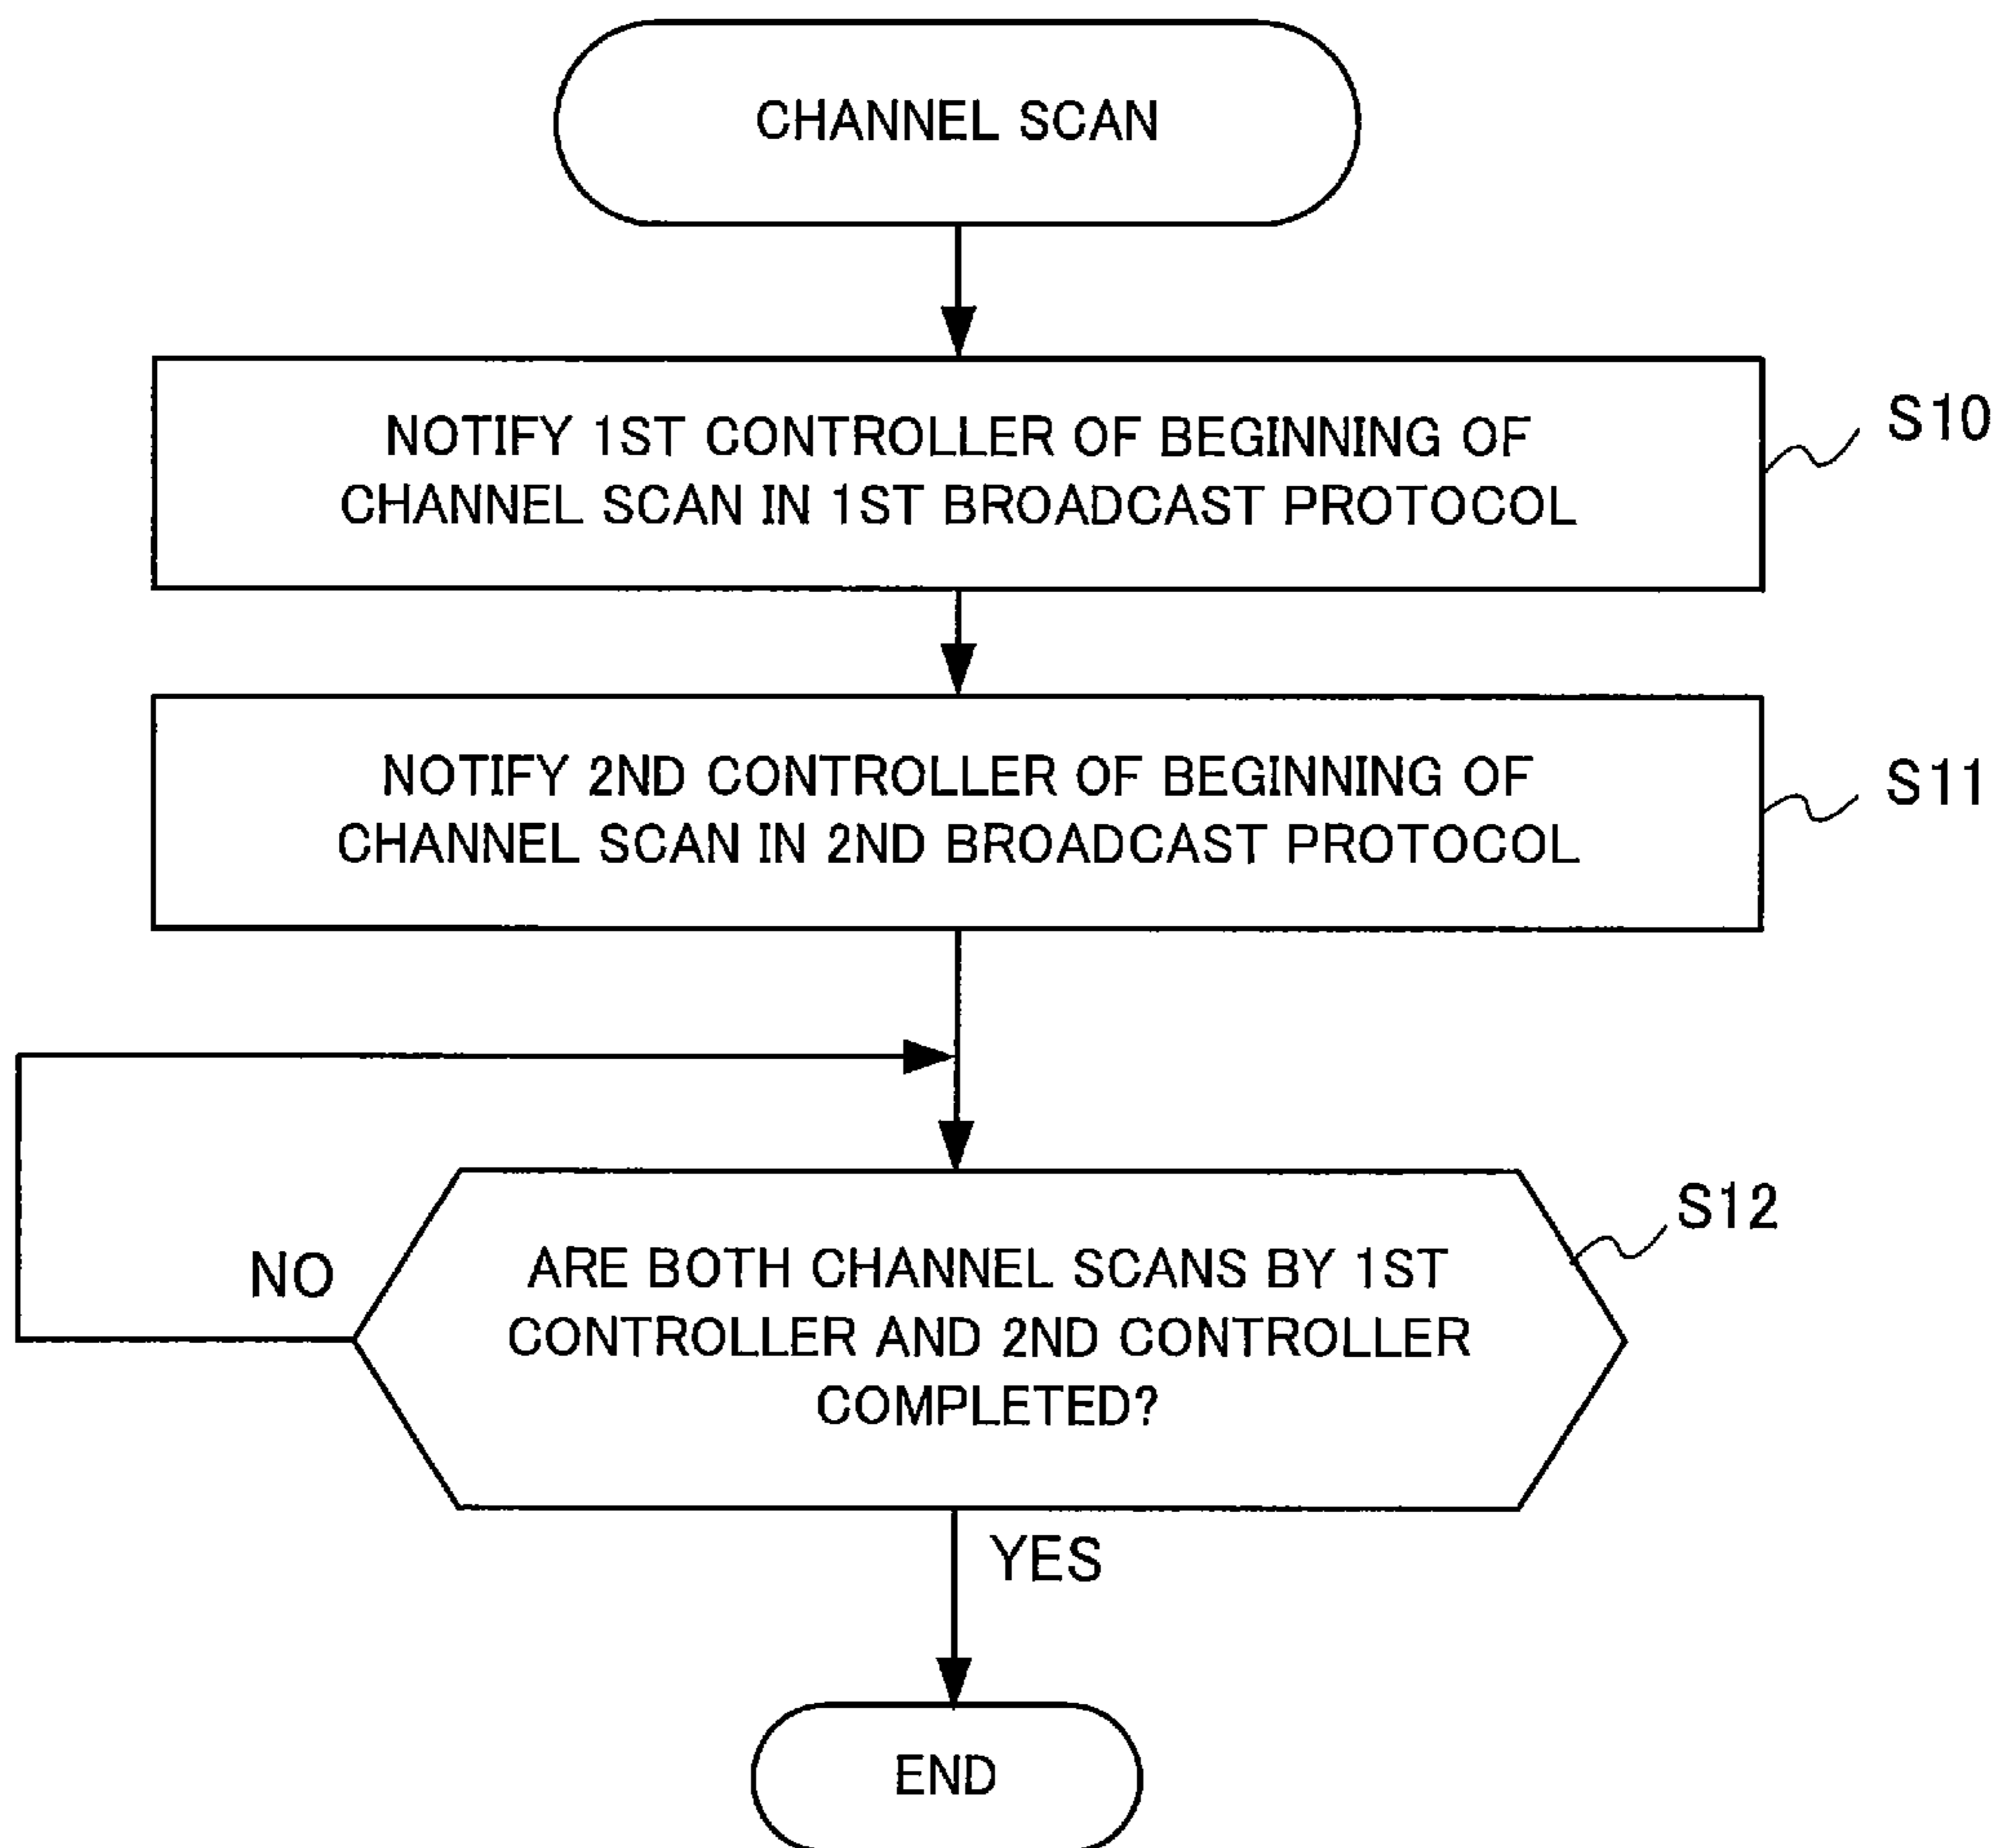 CHANNEL SCAN
NOTIFY 1ST CONTROLLER OF BEGINNING OF
CHANNEL SCAN IN 1ST BROADCAST PROTOCOL
S10
NOTIFY 2ND CONTROLLER OF BEGINNING OF
CHANNEL SCAN IN 2ND BROADCAST PROTOCOL
S11
S12
NO
ARE BOTH CHANNEL SCANS BY 1ST
CONTROLLER AND 2ND CONTROLLER
COMPLETED?
YES
END